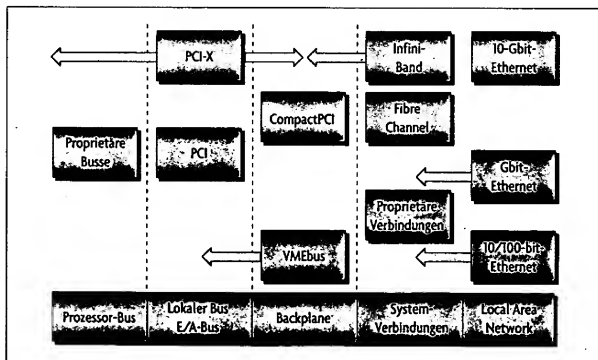 PCI-X
Infini-
Band
10-Gbit-
Ethernet
CompactPCI
Fibre
Channel
Proprietäre
Busse
PCI
Gbit-
Ethernet
Proprietäre
Verbindungen
VMEbus
10/100-bit-
Ethernet
Prozessor-Bus
Lokaler Bus
E/A-Bus
Backplane
System-
Verbindungen
Local Area
Network